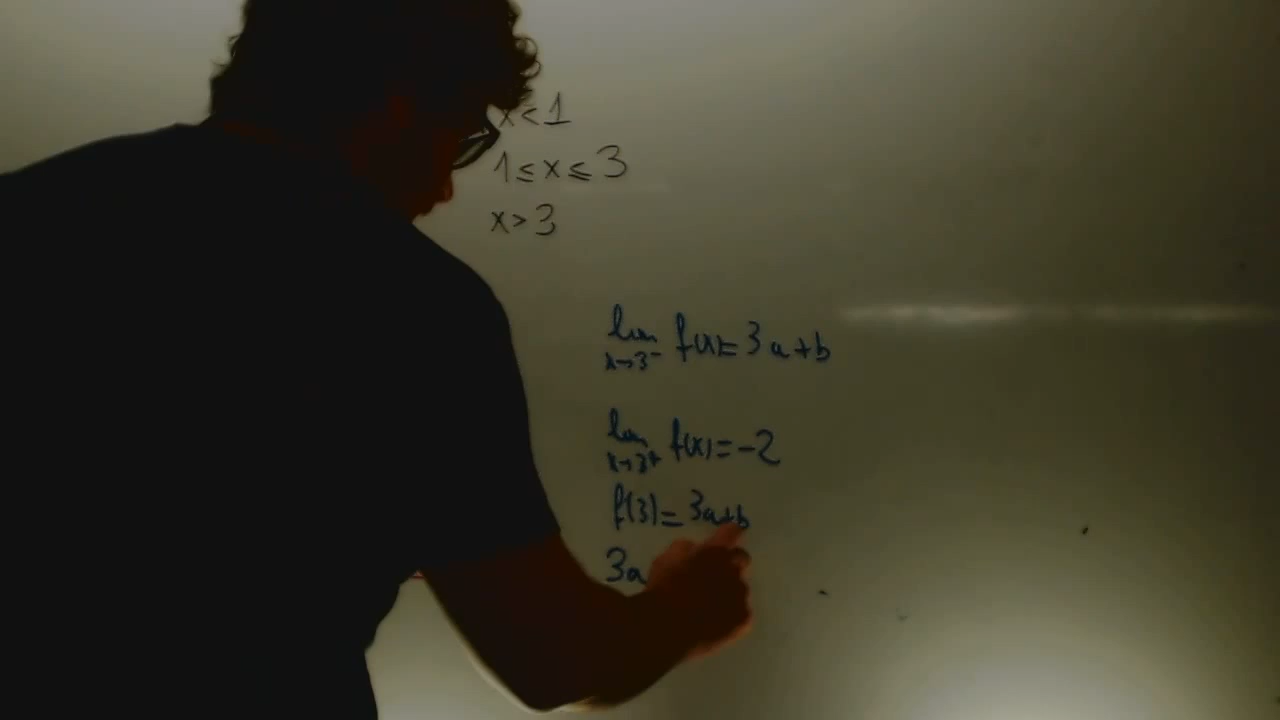 x<1
1≤x≤3
x>3
lim f(x)=3a+b
x→3⁻
lim f(x)=-2
x→3⁺
f(3)=3a+b
3a